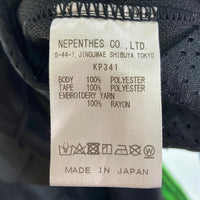 NEPENTHES CO., LTD.
5-44-1, JINGUMAE SHIBUYA TOKYO
KP341
BODY 100% POLYESTER
TAPE 100% POLYESTER
EMBROIDERY YARN
100% RAYON
MADE IN JAPAN